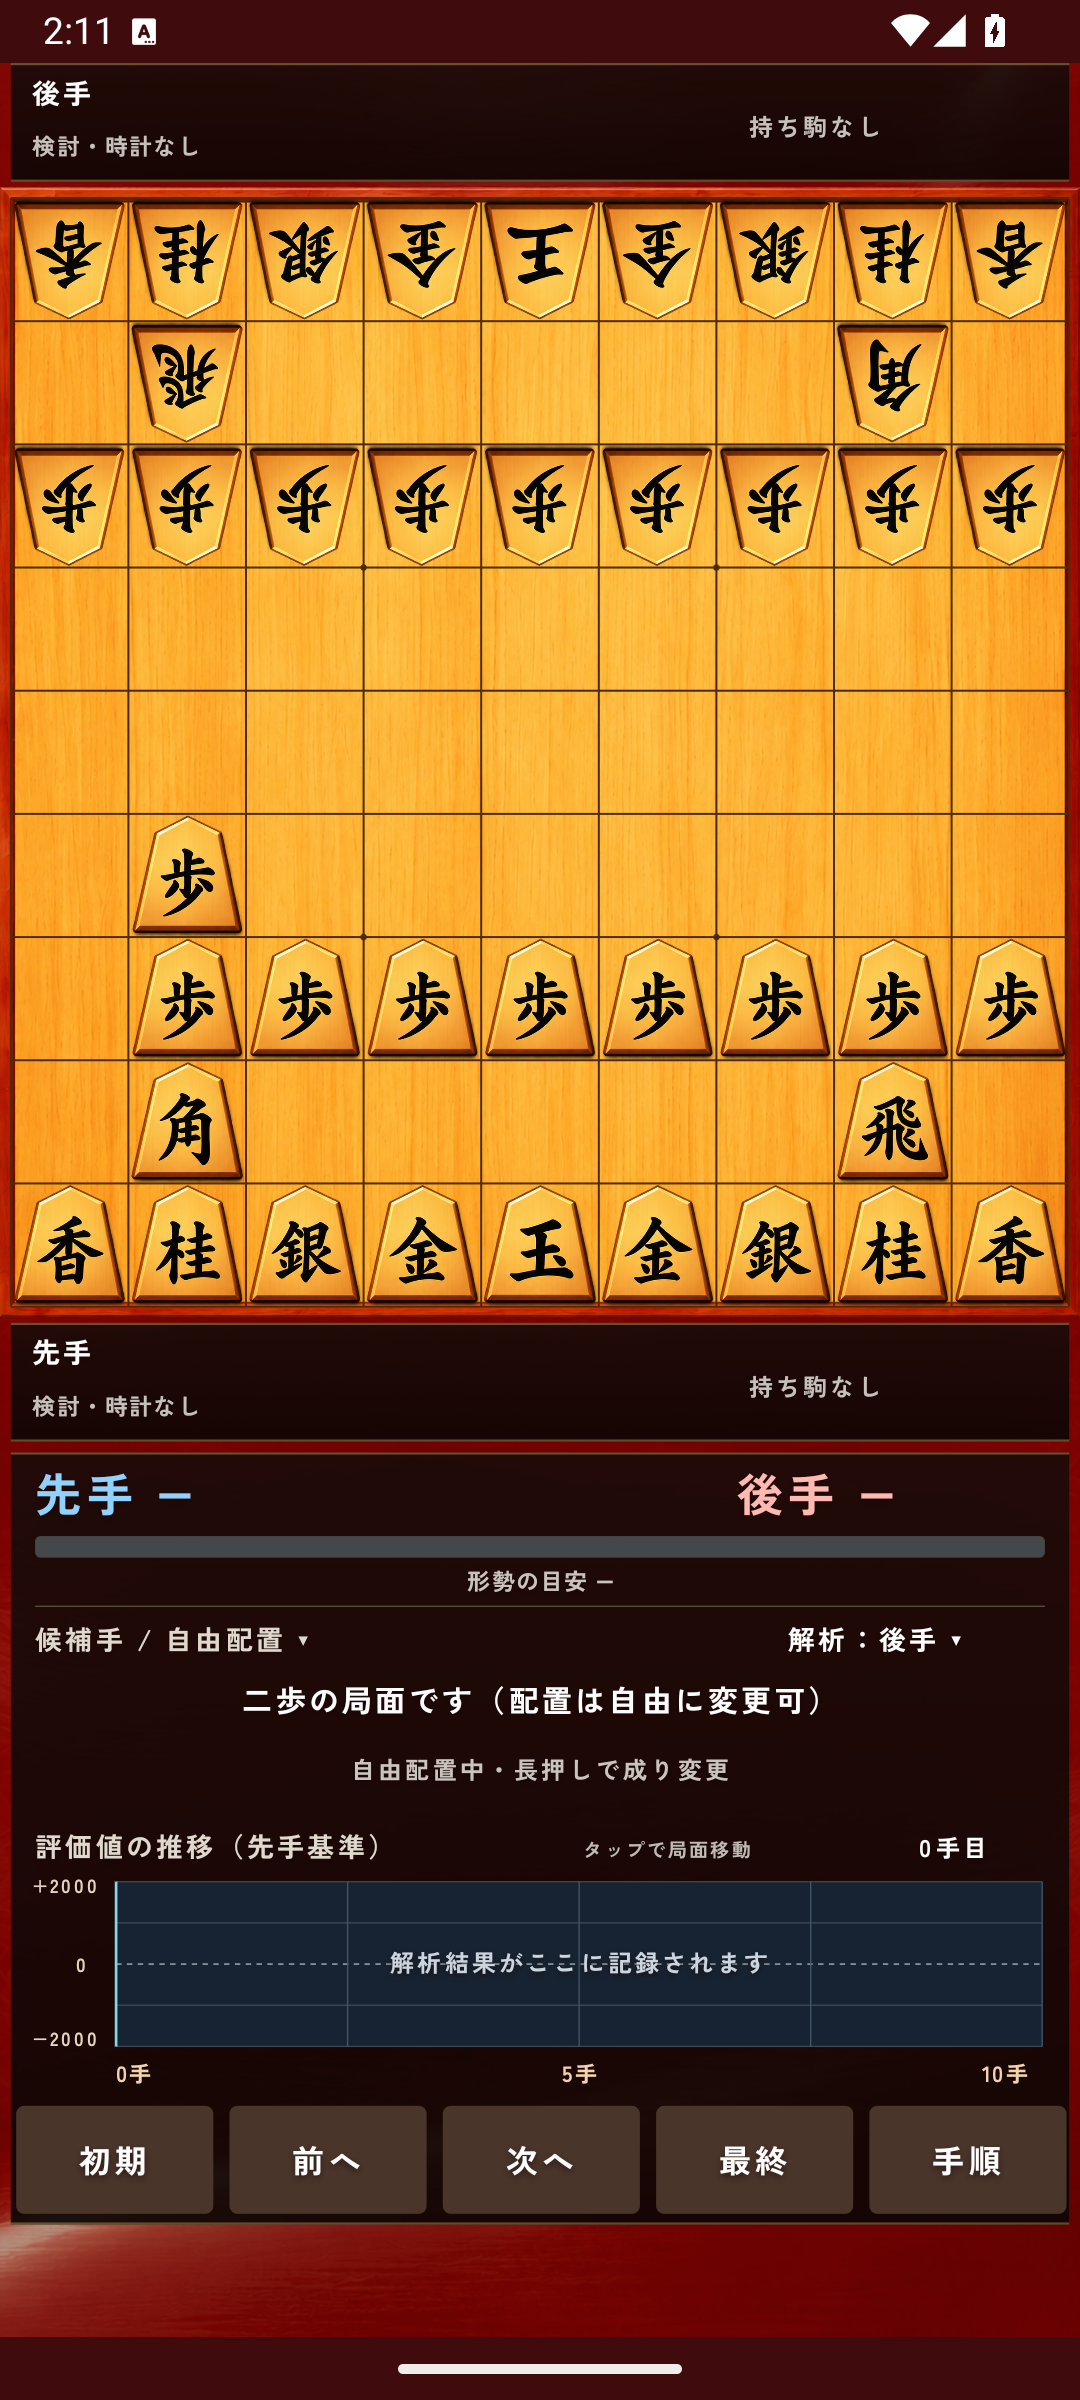 2:11
後手
検討・時計なし
持ち駒なし
香桂銀金王金銀桂香
飛角
歩歩歩歩歩歩歩歩歩
歩
歩歩歩歩歩歩歩歩
角飛
香桂銀金玉金銀桂香
先手
検討・時計なし
持ち駒なし
先手 —
後手 —
形勢の目安 —
候補手 / 自由配置 ▼
解析：後手 ▼
二歩の局面です（配置は自由に変更可）
自由配置中・長押しで成り変更
評価値の推移（先手基準）
タップで局面移動
0手目
+2000
0
−2000
解析結果がここに記録されます
0手
5手
10手
初期
前へ
次へ
最終
手順